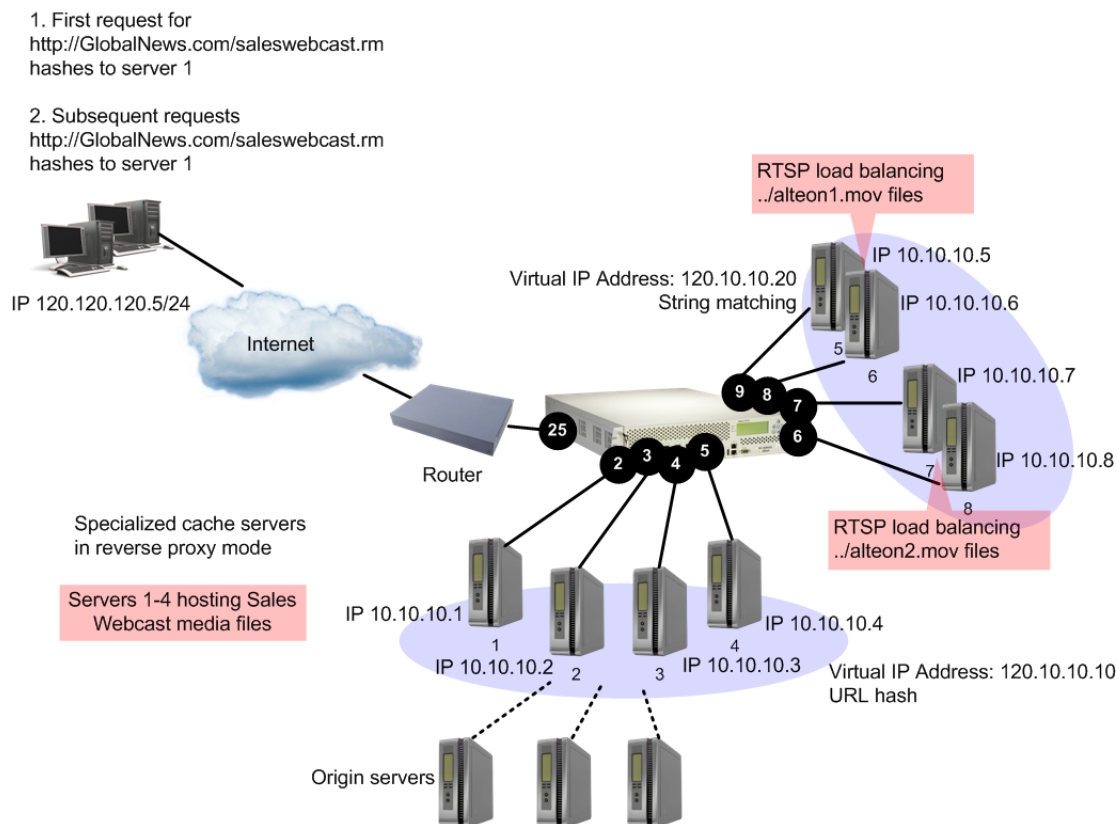 1. First request for
http://GlobalNews.com/saleswebcast.rm
hashes to server 1
2. Subsequent requests
http://GlobalNews.com/saleswebcast.rm
hashes to server 1
RTSP load balancing
../alteon1.mov files
IP 10.10.10.5
Virtual IP Address: 120.10.10.20
String matching
IP 10.10.10.6
IP 120.120.120.5/24
Internet
5
6
IP 10.10.10.7
9
8
7
6
25
2
3
4
5
Router
7
IP 10.10.10.8
8
RTSP load balancing
../alteon2.mov files
Specialized cache servers
in reverse proxy mode
Servers 1-4 hosting Sales
Webcast media files
IP 10.10.10.1
1
IP 10.10.10.2
2
3
IP 10.10.10.3
4
IP 10.10.10.4
Virtual IP Address: 120.10.10.10
URL hash
Origin servers